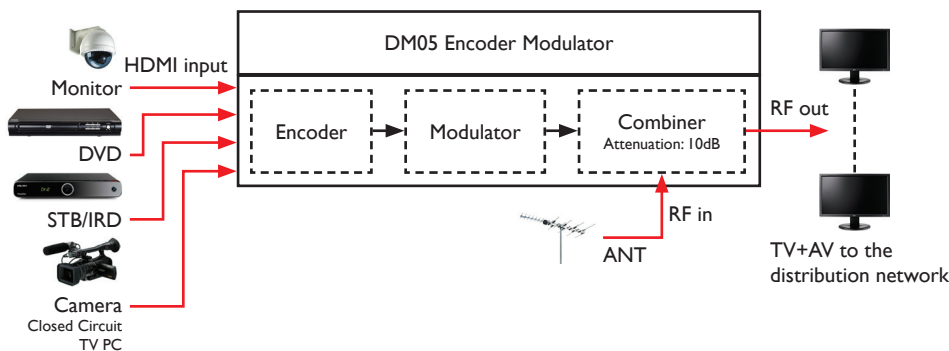 DM05 Encoder Modulator
HDMI input
Monitor
DVD
STB/IRD
Camera
Closed Circuit
TV PC
Encoder
Modulator
Combiner
Attenuation: 10dB
RF out
RF in
ANT
TV+AV to the
distribution network